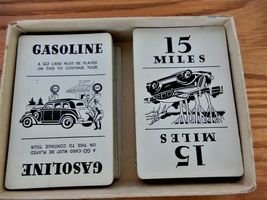 GASOLINE
A GO CARD MUST BE PLAYED
ON THIS TO CONTINUE TOUR
A GO CARD MUST BE PLAYED
ON THIS TO CONTINUE TOUR
GASOLINE
15
MILES
15
MILES